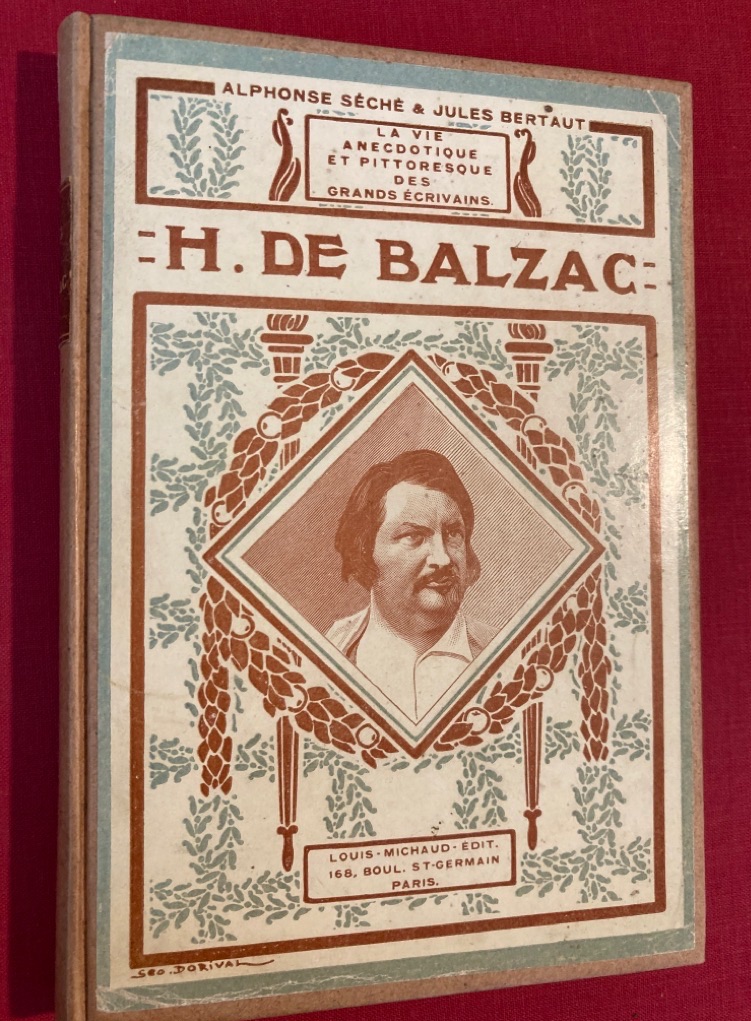 ALPHONSE SÉCHÉ & JULES BERTAUT
LA VIE
ANECDOTIQUE
ET PITTORESQUE
DES
GRANDS ÉCRIVAINS.
H. DE BALZAC
LOUIS-MICHAUD-ÉDIT.
168, BOUL. ST-GERMAIN
PARIS.
GEO. DORIVAL